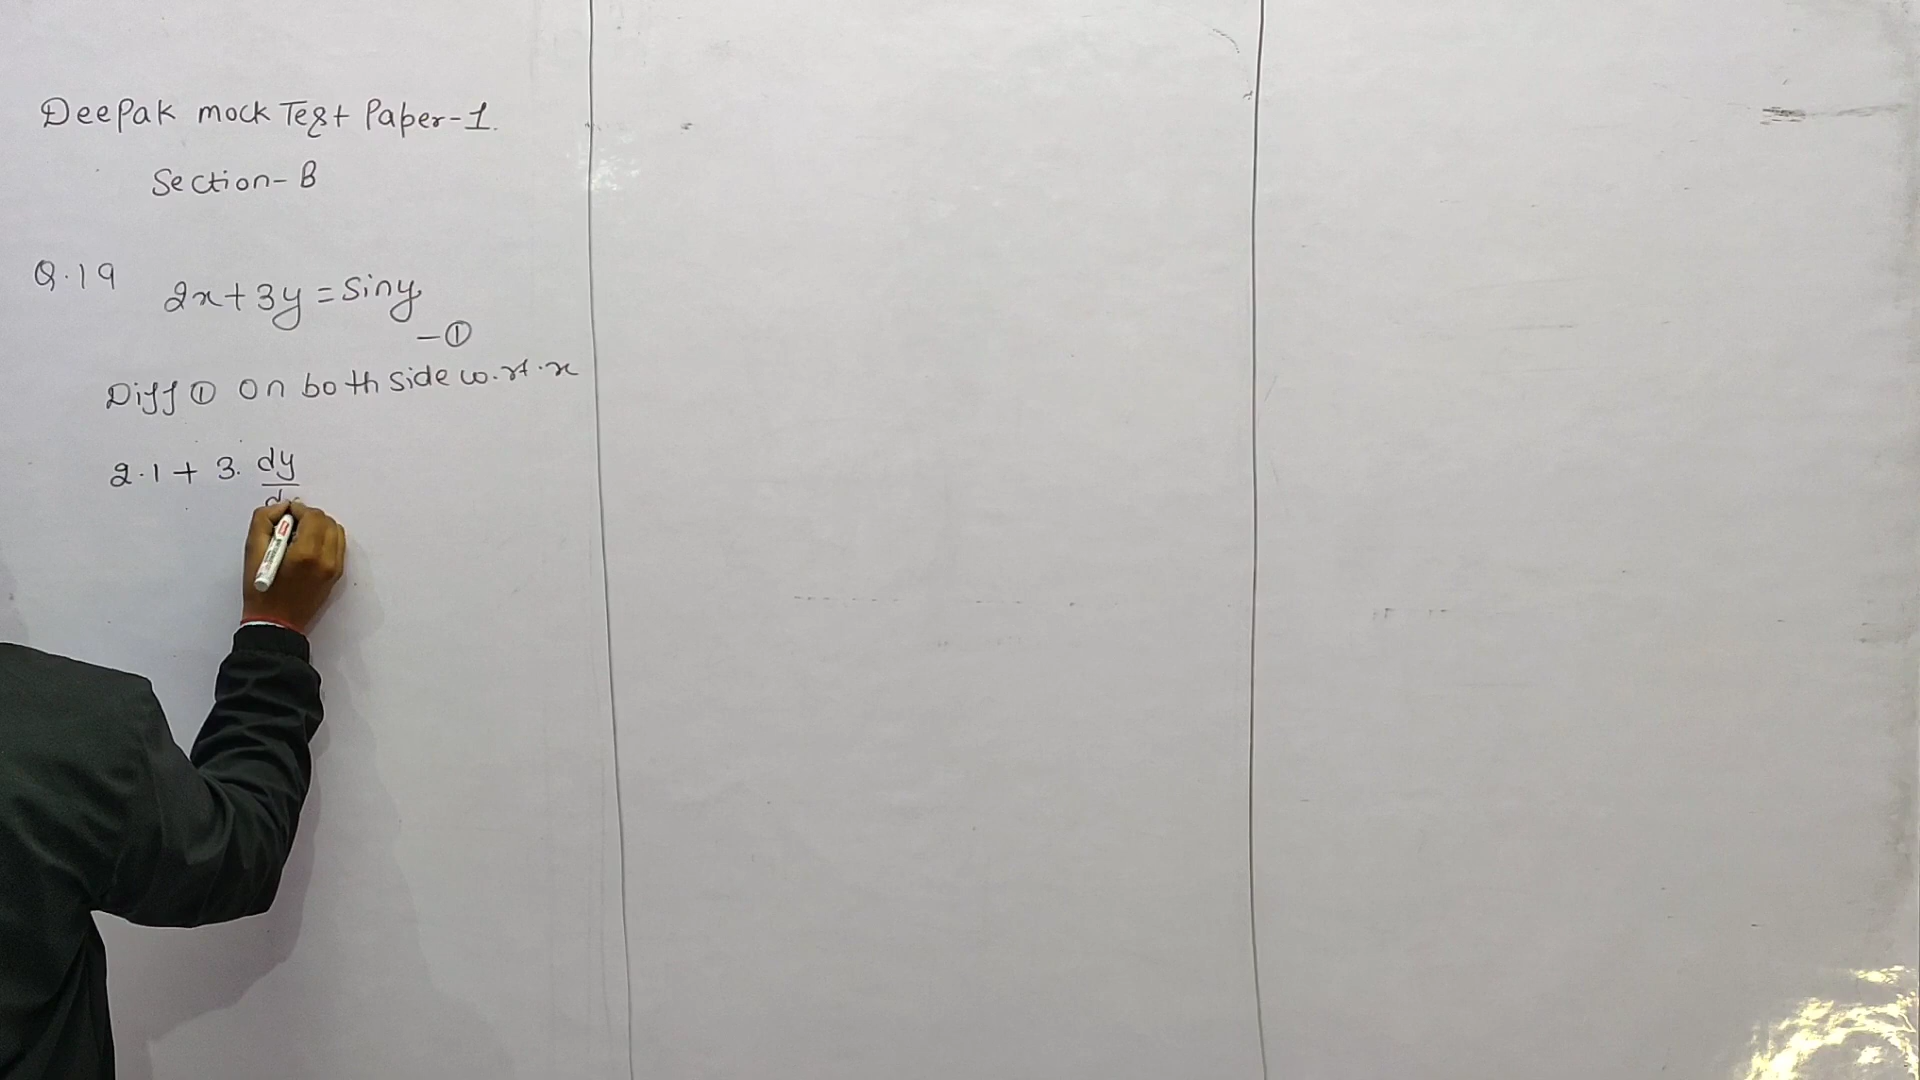 Deepak mock Test Paper-1.
Section-B
Q.19 2x+3y=Siny
-①
Diff ① on both side w.r.t.x
2.1+3.dy